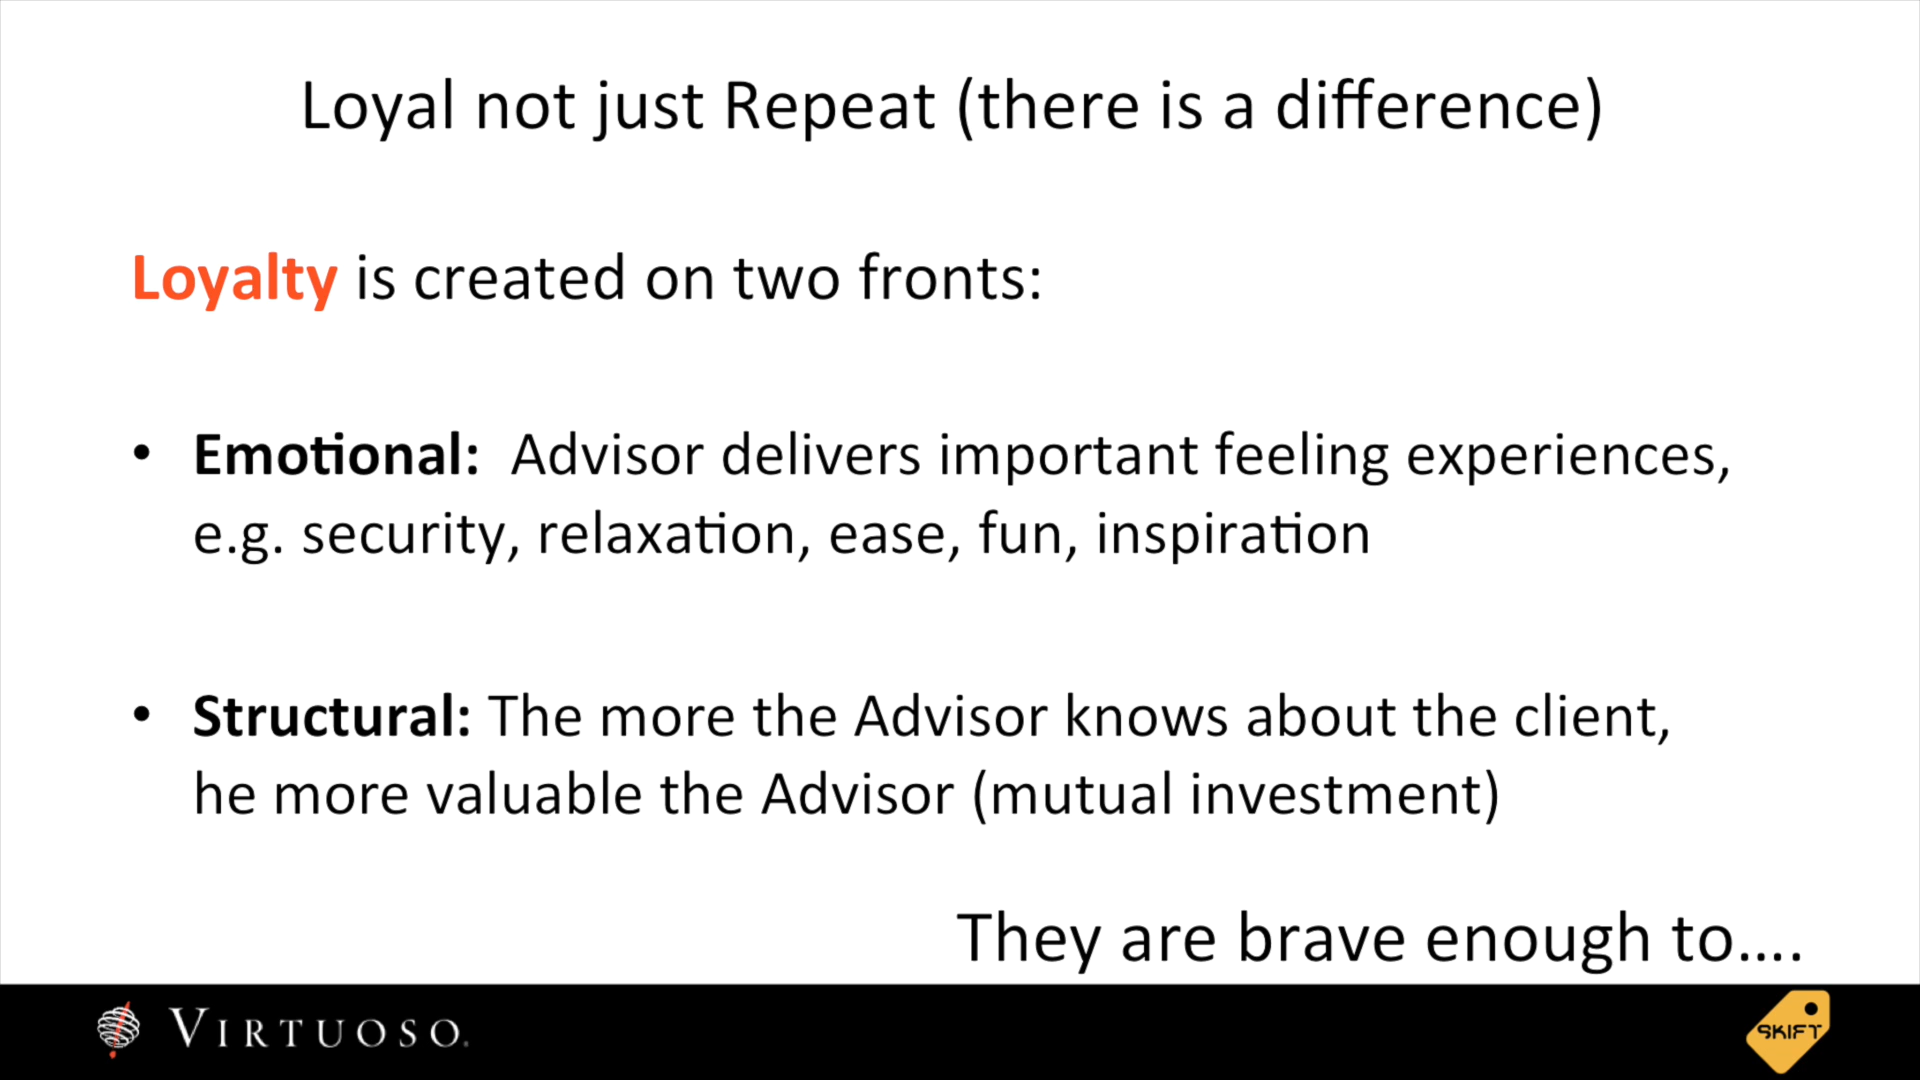 Loyal not just Repeat (there is a difference)
Loyalty is created on two fronts:
• Emotional: Advisor delivers important feeling experiences,
e.g. security, relaxation, ease, fun, inspiration
• Structural: The more the Advisor knows about the client,
he more valuable the Advisor (mutual investment)
They are brave enough to....
VIRTUOSO.
SKIFT